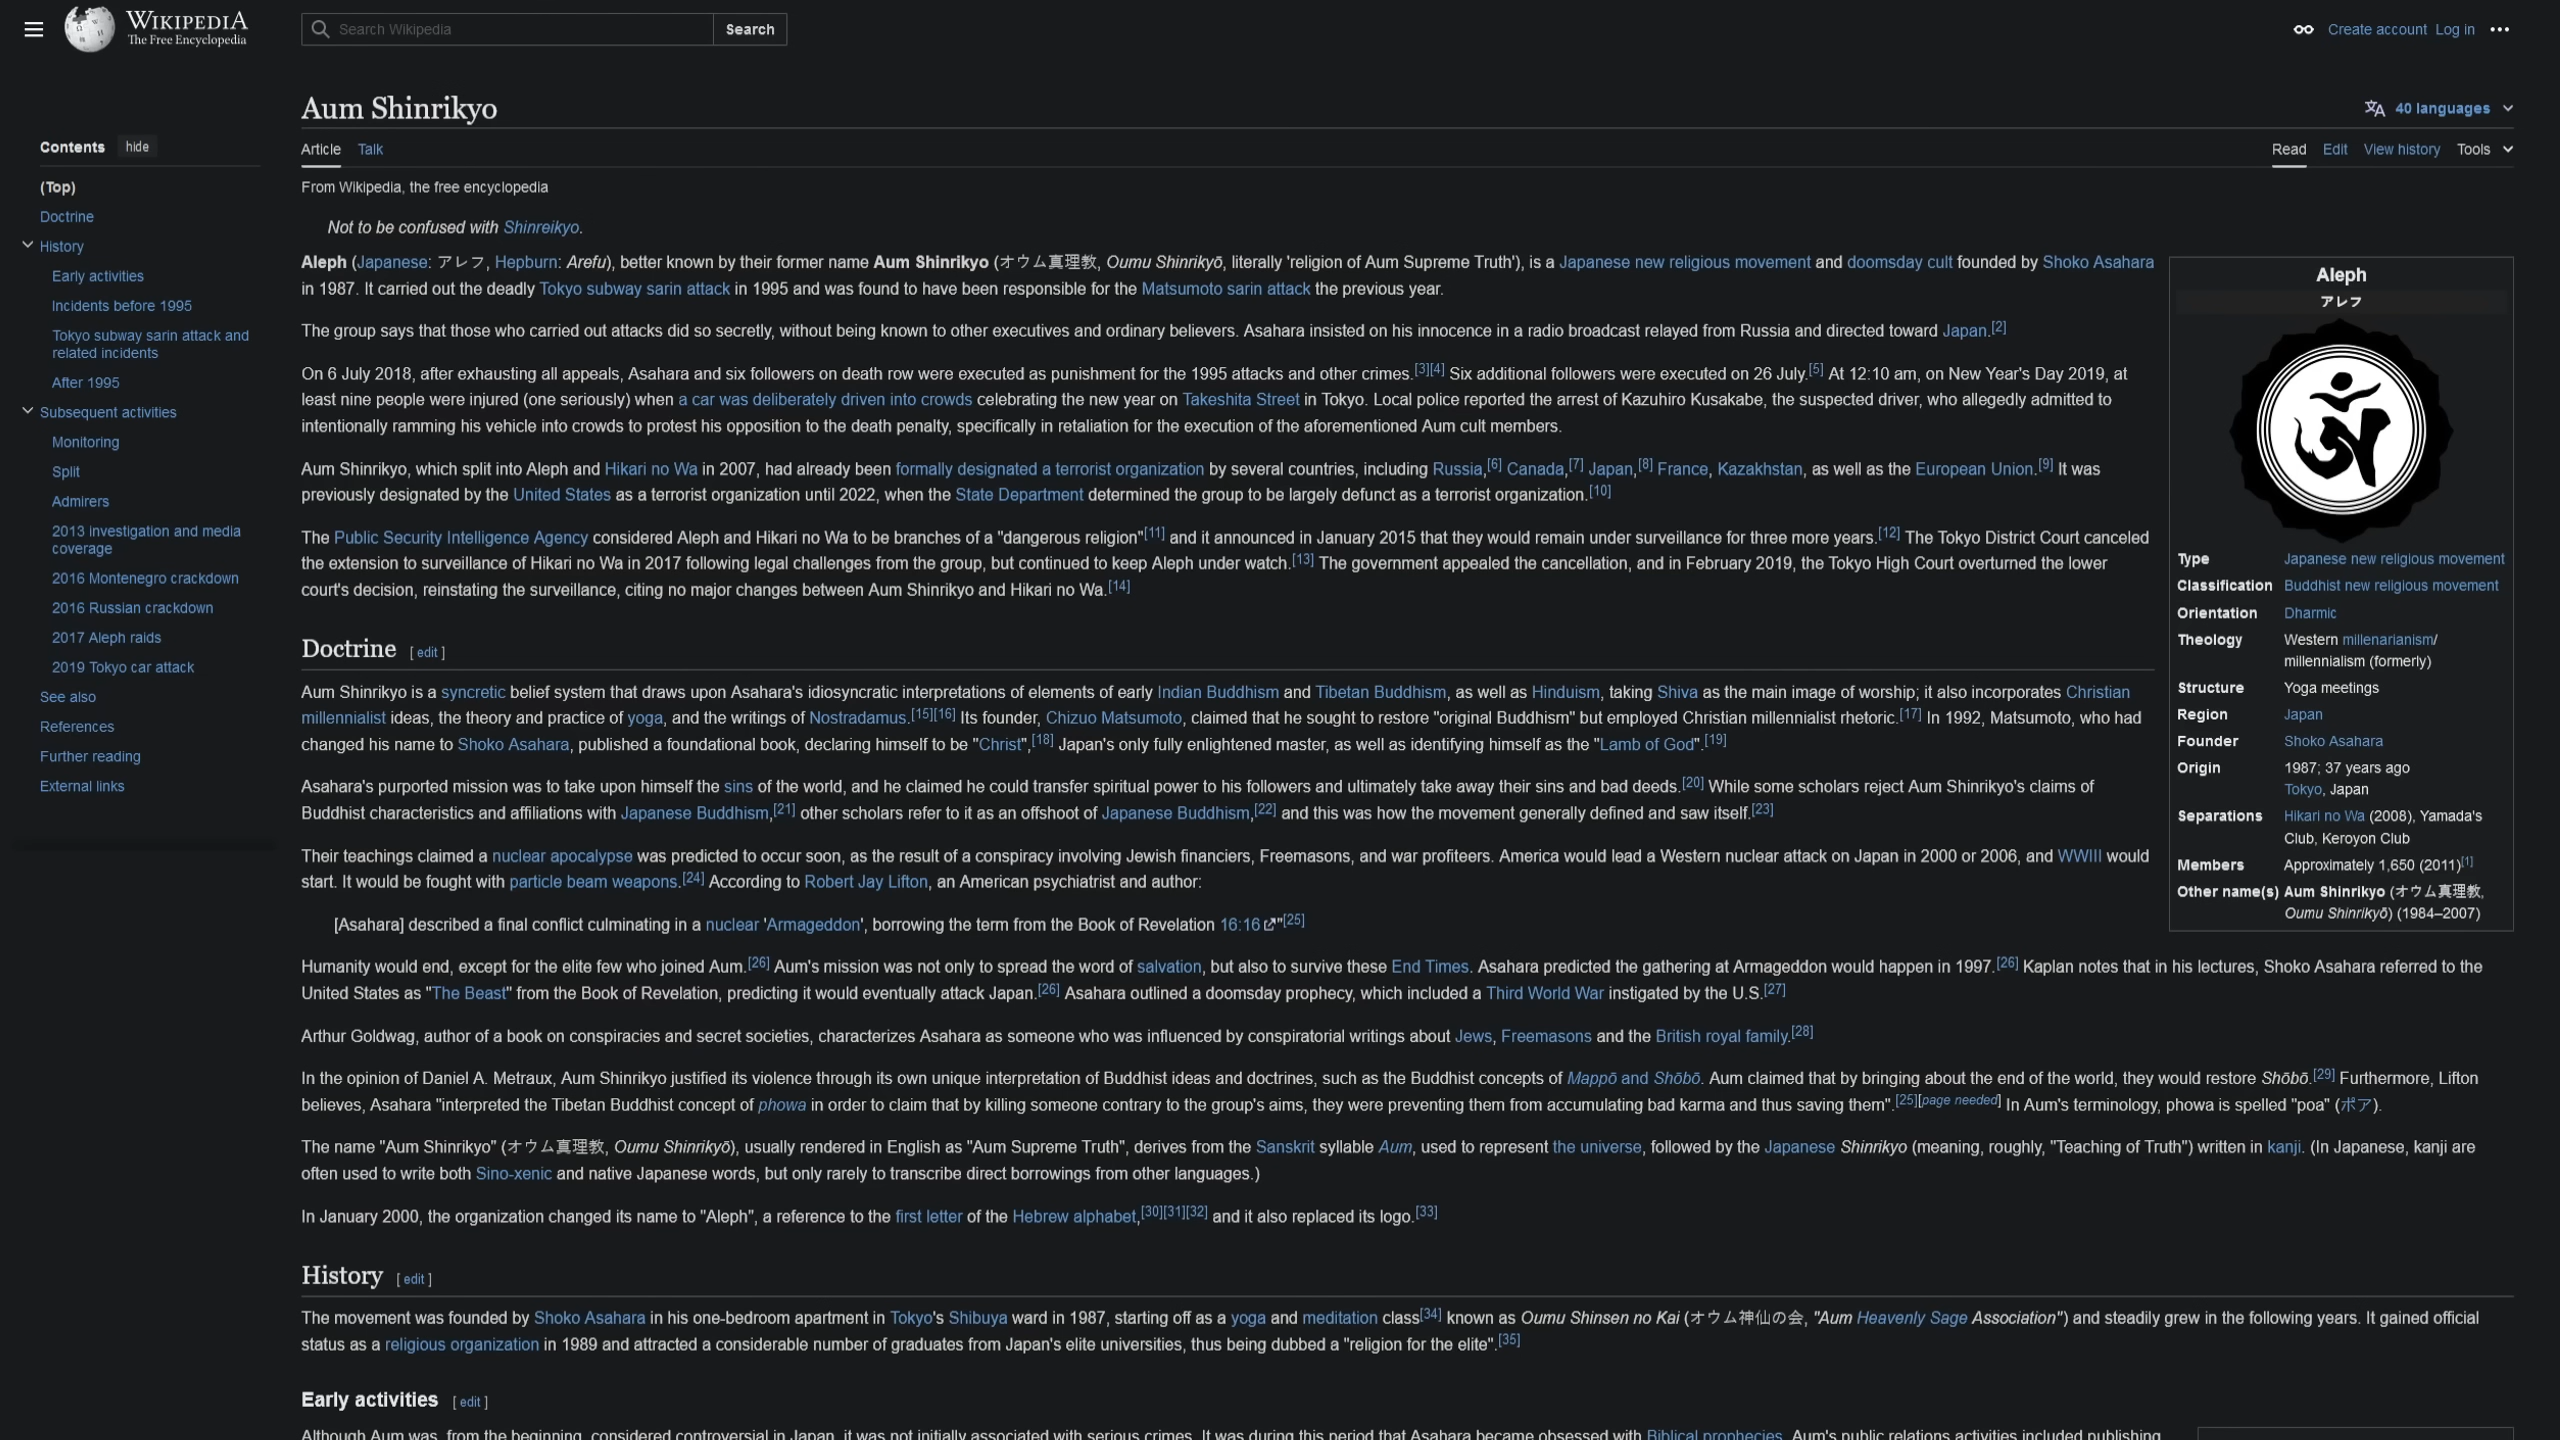 WIKIPEDIA
The Free Encyclopedia
Search Wikipedia
Search
Create account Log in
Contents hide
(Top)
Doctrine
History
Early activities
Incidents before 1995
Tokyo subway sarin attack and
related incidents
After 1995
Subsequent activities
Monitoring
Split
Admirers
2013 investigation and media
coverage
2016 Montenegro crackdown
2016 Russian crackdown
2017 Aleph raids
2019 Tokyo car attack
See also
References
Further reading
External links
Aum Shinrikyo
40 languages
Article Talk
Read Edit View history Tools
From Wikipedia, the free encyclopedia
Not to be confused with Shinreikyo.
Aleph (Japanese: アレフ, Hepburn: Arefu), better known by their former name Aum Shinrikyo (オウム真理教, Oumu Shinrikyō, literally 'religion of Aum Supreme Truth'), is a Japanese new religious movement and doomsday cult founded by Shoko Asahara
in 1987. It carried out the deadly Tokyo subway sarin attack in 1995 and was found to have been responsible for the Matsumoto sarin attack the previous year.
The group says that those who carried out attacks did so secretly, without being known to other executives and ordinary believers. Asahara insisted on his innocence in a radio broadcast relayed from Russia and directed toward Japan.[2]
On 6 July 2018, after exhausting all appeals, Asahara and six followers on death row were executed as punishment for the 1995 attacks and other crimes.[3][4] Six additional followers were executed on 26 July.[5] At 12:10 am, on New Year's Day 2019, at
least nine people were injured (one seriously) when a car was deliberately driven into crowds celebrating the new year on Takeshita Street in Tokyo. Local police reported the arrest of Kazuhiro Kusakabe, the suspected driver, who allegedly admitted to
intentionally ramming his vehicle into crowds to protest his opposition to the death penalty, specifically in retaliation for the execution of the aforementioned Aum cult members.
Aum Shinrikyo, which split into Aleph and Hikari no Wa in 2007, had already been formally designated a terrorist organization by several countries, including Russia,[6] Canada,[7] Japan,[8] France, Kazakhstan, as well as the European Union.[9] It was
previously designated by the United States as a terrorist organization until 2022, when the State Department determined the group to be largely defunct as a terrorist organization.[10]
The Public Security Intelligence Agency considered Aleph and Hikari no Wa to be branches of a "dangerous religion"[11] and it announced in January 2015 that they would remain under surveillance for three more years.[12] The Tokyo District Court canceled
the extension to surveillance of Hikari no Wa in 2017 following legal challenges from the group, but continued to keep Aleph under watch.[13] The government appealed the cancellation, and in February 2019, the Tokyo High Court overturned the lower
court's decision, reinstating the surveillance, citing no major changes between Aum Shinrikyo and Hikari no Wa.[14]
Aleph
アレフ
Type Japanese new religious movement
Classification Buddhist new religious movement
Orientation Dharmic
Theology Western millenarianism/
millennialism (formerly)
Structure Yoga meetings
Region Japan
Founder Shoko Asahara
Origin 1987; 37 years ago
Tokyo, Japan
Separations Hikari no Wa (2008), Yamada's
Club, Keroyon Club
Members Approximately 1,650 (2011)[1]
Other name(s) Aum Shinrikyo (オウム真理教,
Oumu Shinrikyō) (1984–2007)
Doctrine [ edit ]
Aum Shinrikyo is a syncretic belief system that draws upon Asahara's idiosyncratic interpretations of elements of early Indian Buddhism and Tibetan Buddhism, as well as Hinduism, taking Shiva as the main image of worship; it also incorporates Christian
millennialist ideas, the theory and practice of yoga, and the writings of Nostradamus.[15][16] Its founder, Chizuo Matsumoto, claimed that he sought to restore "original Buddhism" but employed Christian millennialist rhetoric.[17] In 1992, Matsumoto, who had
changed his name to Shoko Asahara, published a foundational book, declaring himself to be "Christ",[18] Japan's only fully enlightened master, as well as identifying himself as the "Lamb of God".[19]
Asahara's purported mission was to take upon himself the sins of the world, and he claimed he could transfer spiritual power to his followers and ultimately take away their sins and bad deeds.[20] While some scholars reject Aum Shinrikyo's claims of
Buddhist characteristics and affiliations with Japanese Buddhism,[21] other scholars refer to it as an offshoot of Japanese Buddhism,[22] and this was how the movement generally defined and saw itself.[23]
Their teachings claimed a nuclear apocalypse was predicted to occur soon, as the result of a conspiracy involving Jewish financiers, Freemasons, and war profiteers. America would lead a Western nuclear attack on Japan in 2000 or 2006, and WWIII would
start. It would be fought with particle beam weapons.[24] According to Robert Jay Lifton, an American psychiatrist and author:
[Asahara] described a final conflict culminating in a nuclear 'Armageddon', borrowing the term from the Book of Revelation 16:16"[25]
Humanity would end, except for the elite few who joined Aum.[26] Aum's mission was not only to spread the word of salvation, but also to survive these End Times. Asahara predicted the gathering at Armageddon would happen in 1997.[26] Kaplan notes that in his lectures, Shoko Asahara referred to the
United States as "The Beast" from the Book of Revelation, predicting it would eventually attack Japan.[26] Asahara outlined a doomsday prophecy, which included a Third World War instigated by the U.S.[27]
Arthur Goldwag, author of a book on conspiracies and secret societies, characterizes Asahara as someone who was influenced by conspiratorial writings about Jews, Freemasons and the British royal family.[28]
In the opinion of Daniel A. Metraux, Aum Shinrikyo justified its violence through its own unique interpretation of Buddhist ideas and doctrines, such as the Buddhist concepts of Mappō and Shōbō. Aum claimed that by bringing about the end of the world, they would restore Shōbō.[29] Furthermore, Lifton
believes, Asahara "interpreted the Tibetan Buddhist concept of phowa in order to claim that by killing someone contrary to the group's aims, they were preventing them from accumulating bad karma and thus saving them".[25][page needed] In Aum's terminology, phowa is spelled "poa" (ポア).
The name "Aum Shinrikyo" (オウム真理教, Oumu Shinrikyō), usually rendered in English as "Aum Supreme Truth", derives from the Sanskrit syllable Aum, used to represent the universe, followed by the Japanese Shinrikyo (meaning, roughly, "Teaching of Truth") written in kanji. (In Japanese, kanji are
often used to write both Sino-xenic and native Japanese words, but only rarely to transcribe direct borrowings from other languages.)
In January 2000, the organization changed its name to "Aleph", a reference to the first letter of the Hebrew alphabet,[30][31][32] and it also replaced its logo.[33]
History [ edit ]
The movement was founded by Shoko Asahara in his one-bedroom apartment in Tokyo's Shibuya ward in 1987, starting off as a yoga and meditation class[34] known as Oumu Shinsen no Kai (オウム神仙の会, "Aum Heavenly Sage Association") and steadily grew in the following years. It gained official
status as a religious organization in 1989 and attracted a considerable number of graduates from Japan's elite universities, thus being dubbed a "religion for the elite".[35]
Early activities [ edit ]
Although Aum was, from the beginning, considered controversial in Japan, it was not initially associated with serious crimes. It was during this period that Asahara became obsessed with Biblical prophecies. Aum's public relations activities included publishing